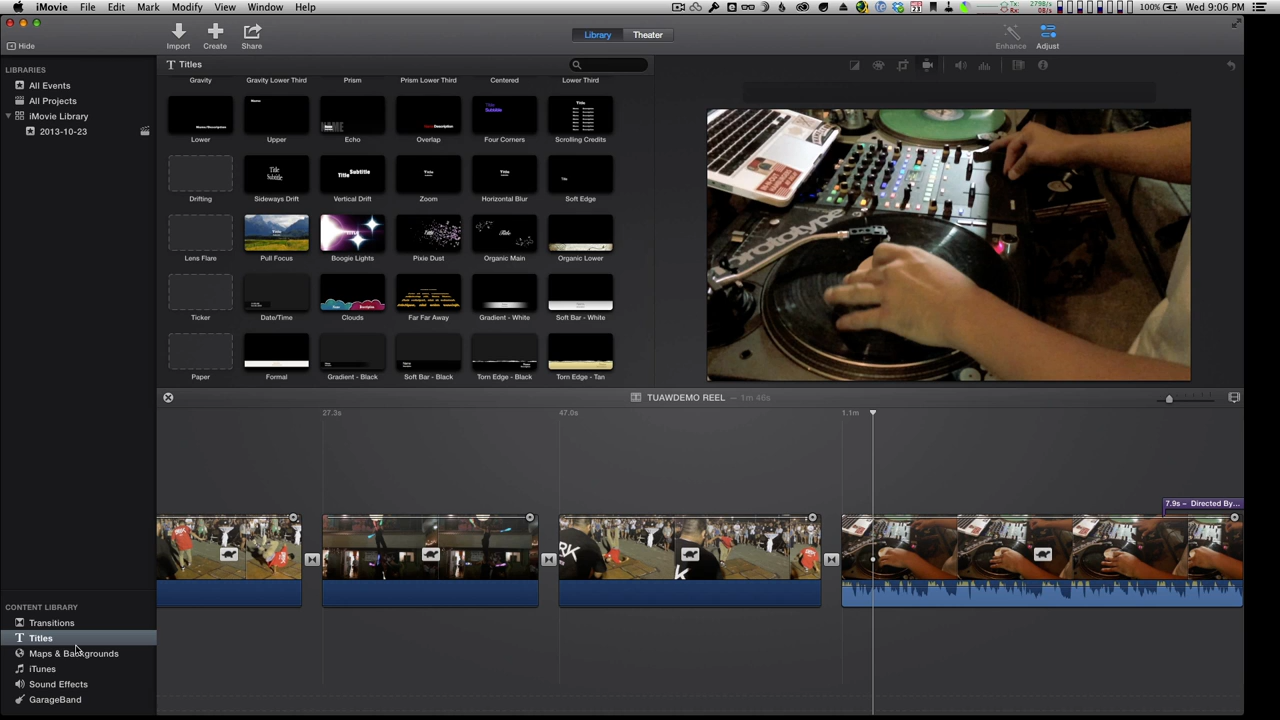 iMovie File Edit Mark Modify View Window Help
100% Wed 9:06 PM
Hide
Import Create Share
Library Theater
Enhance Adjust
LIBRARIES
All Events
All Projects
iMovie Library
2013-10-23
Titles
Gravity Gravity Lower Third Prism Prism Lower Third Centered Lower Third
Lower Upper Echo Overlap Four Corners Scrolling Credits
Drifting Sideways Drift Vertical Drift Zoom Horizontal Blur Soft Edge
Lens Flare Pull Focus Boogie Lights Pixie Dust Organic Main Organic Lower
Ticker Date/Time Clouds Far Far Away Gradient - White Soft Bar - White
Paper Formal Gradient - Black Soft Bar - Black Torn Edge - Black Torn Edge - Tan
TUAWDEMO REEL — 1m 46s
27.3s 47.0s 1.1m
7.9s – Directed By...
CONTENT LIBRARY
Transitions
Titles
Maps & Backgrounds
iTunes
Sound Effects
GarageBand